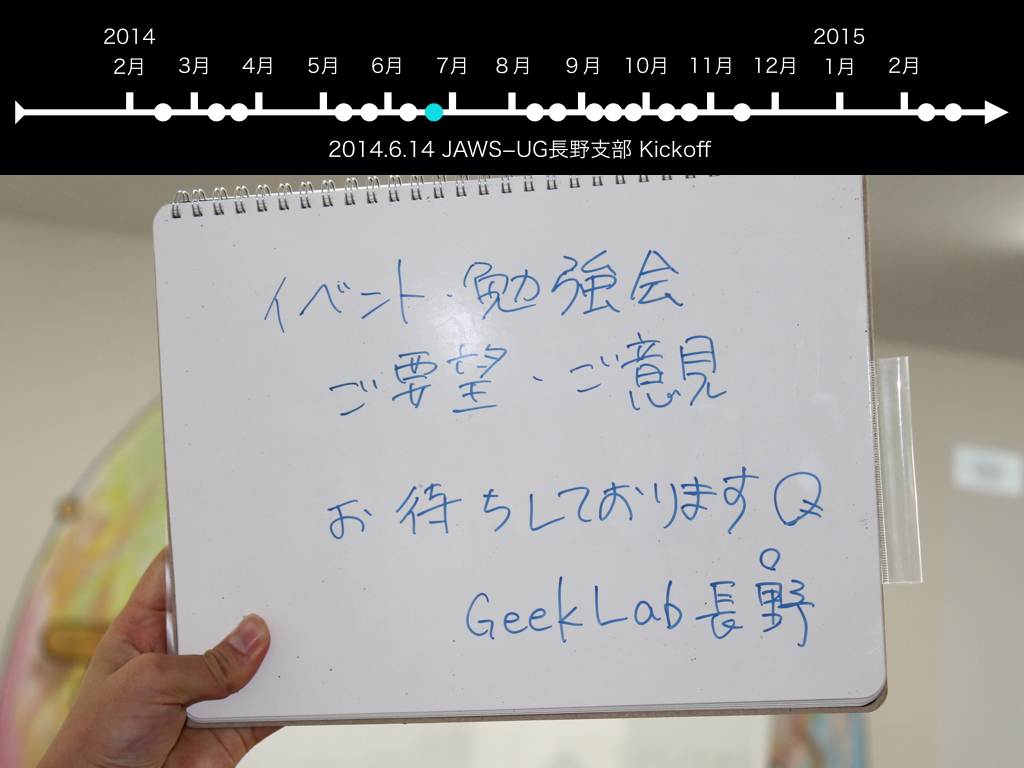 2014 2015
2月 3月 4月 5月 6月 7月 8月 9月 10月 11月 12月 1月 2月
2014.6.14 JAWS-UG長野支部 Kickoff
イベント・勉強会
ご要望・ご意見
お待ちしております
GeekLab長野